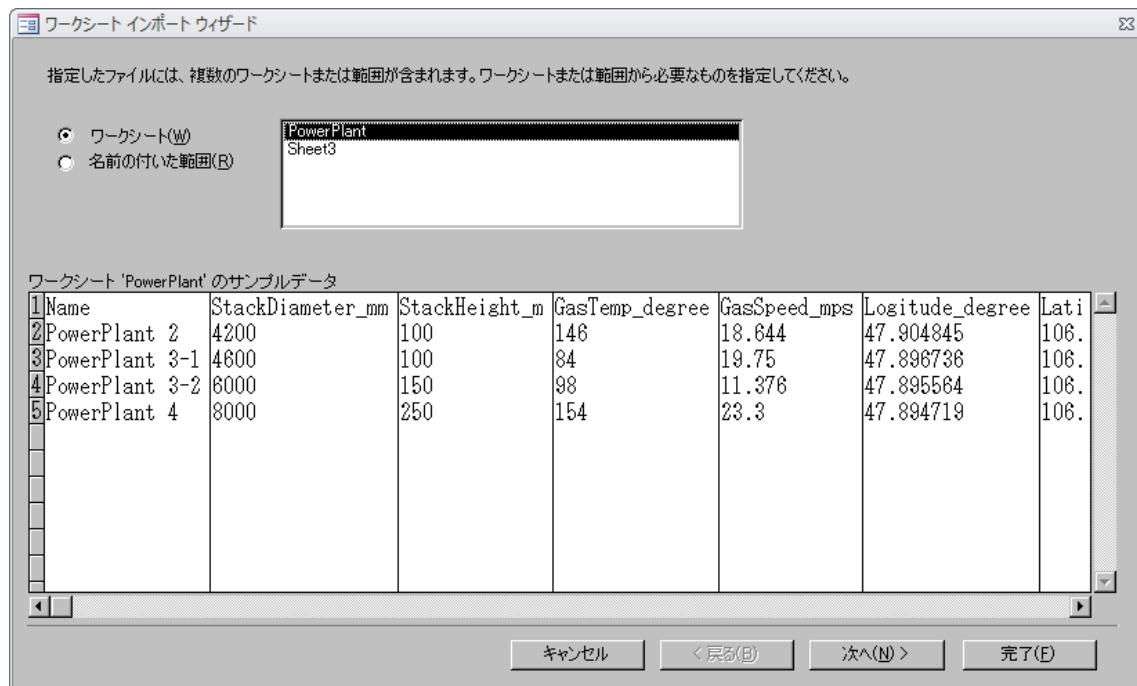 ワークシート インポート ウィザード
指定したファイルには、複数のワークシートまたは範囲が含まれます。ワークシートまたは範囲から必要なものを指定してください。
ワークシート(W)
名前の付いた範囲(R)
PowerPlant
Sheet3
ワークシート 'PowerPlant' のサンプルデータ
1 Name StackDiameter_mm StackHeight_m GasTemp_degree GasSpeed_mps Logitude_degree Lati
2 PowerPlant 2 4200 100 146 18.644 47.904845 106.
3 PowerPlant 3-1 4600 100 84 19.75 47.896736 106.
4 PowerPlant 3-2 6000 150 98 11.376 47.895564 106.
5 PowerPlant 4 8000 250 154 23.3 47.894719 106.
キャンセル < 戻る(B) 次へ(N) > 完了(F)